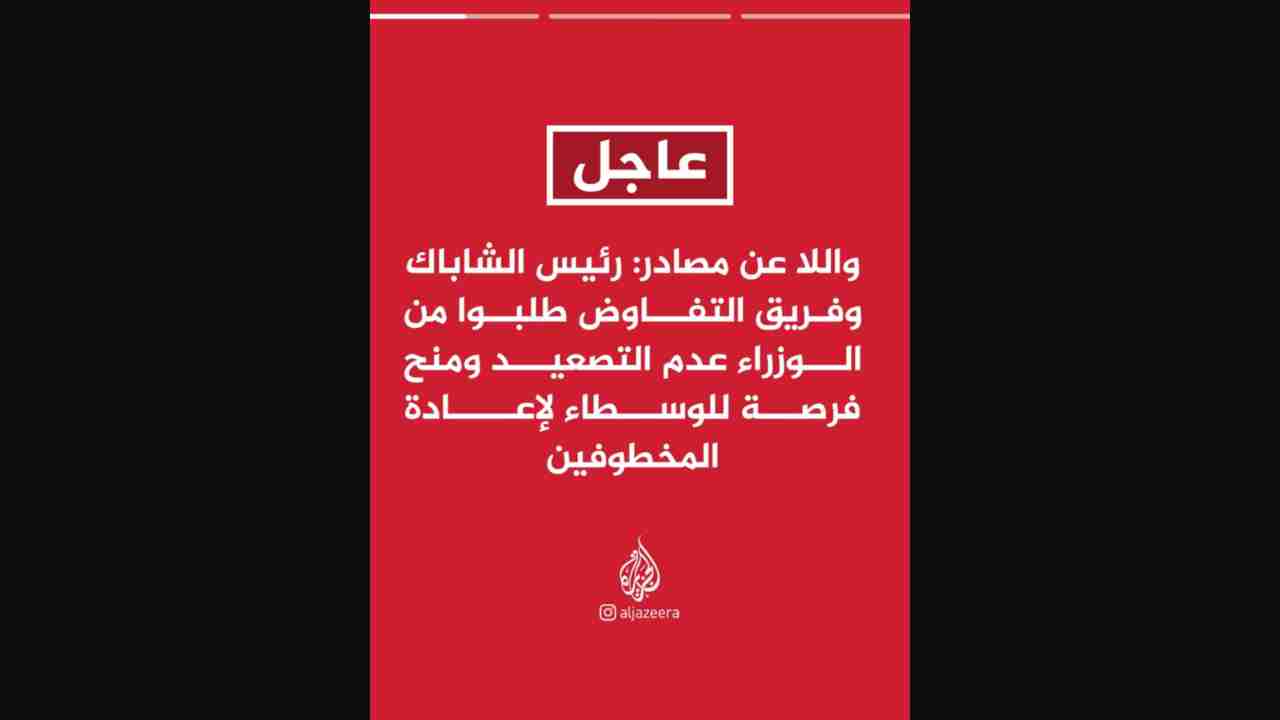 عاجل
واللا عن مصادر: رئيس الشاباك
وفريق التفاوض طلبوا من
الوزراء عدم التصعيد ومنح
فرصة للوسطاء لإعادة
المخطوفين
الجزيرة
aljazeera